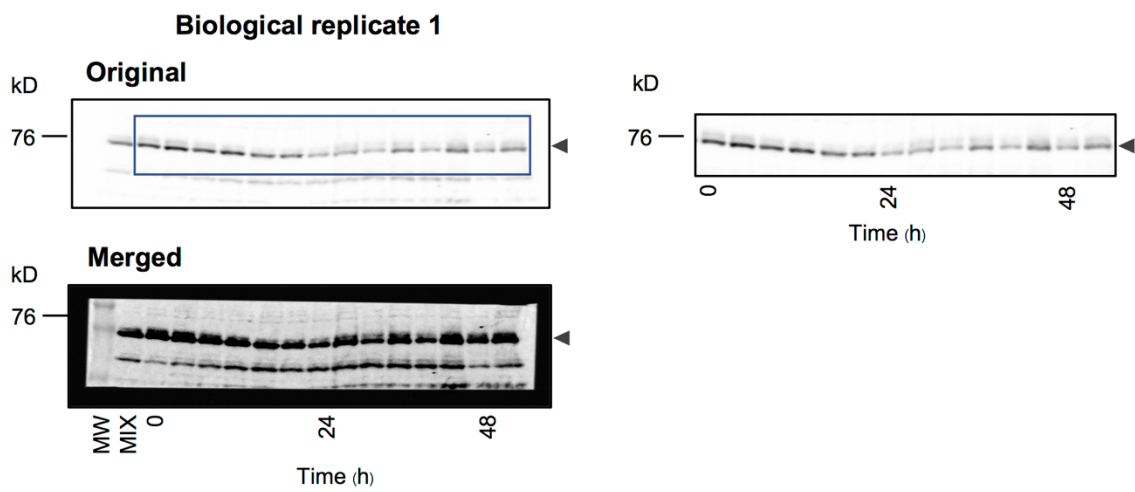 Biological replicate 1
Original
kD
76
kD
76
0
24
48
Time (h)
Merged
kD
76
MW
MIX
0
24
48
Time (h)